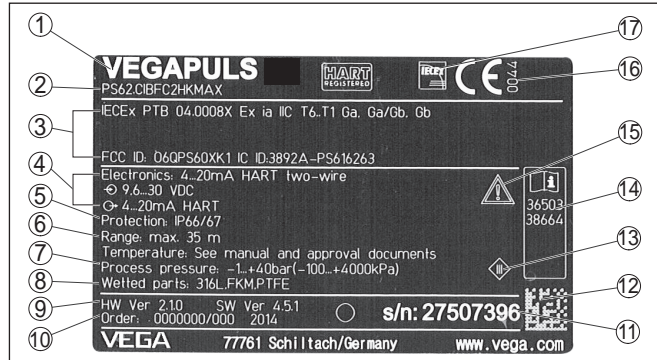 VEGAPULS
PS62.CIBFC2HKMAX
HART
REGISTERED
IECEx
CE
0044
IECEx PTB 04.0008X Ex ia IIC T6..T1 Ga, Ga/Gb, Gb
FCC ID: O6QPS60XK1 IC ID:3892A-PS616263
Electronics: 4...20mA HART two-wire
9.6...30 VDC
4...20mA HART
Protection: IP66/67
Range: max. 35 m
Temperature: See manual and approval documents
Process pressure: -1...+40bar(-100...+4000kPa)
Wetted parts: 316L,FKM,PTFE
i
36503
38664
HW Ver 2.1.0 SW Ver 4.5.1
Order: 0000000/000 2014
s/n: 27507396
VEGA 77761 Schiltach/Germany www.vega.com
1
2
3
4
5
6
7
8
9
10
11
12
13
14
15
16
17